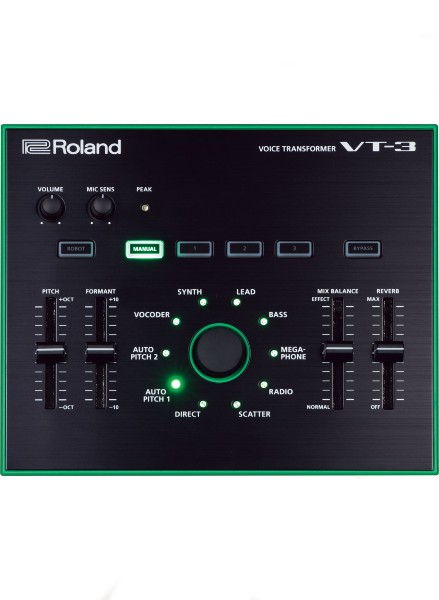 Roland
VOICE TRANSFORMER VT-3
VOLUME MIC SENS PEAK
ROBOT MANUAL 1 2 3 BYPASS
PITCH FORMANT SYNTH LEAD MIX BALANCE REVERB
+OCT +10 EFFECT MAX
VOCODER BASS
AUTO PITCH 2
MEGA-
PHONE
AUTO
PITCH 1
RADIO
-OCT -10 DIRECT SCATTER NORMAL OFF